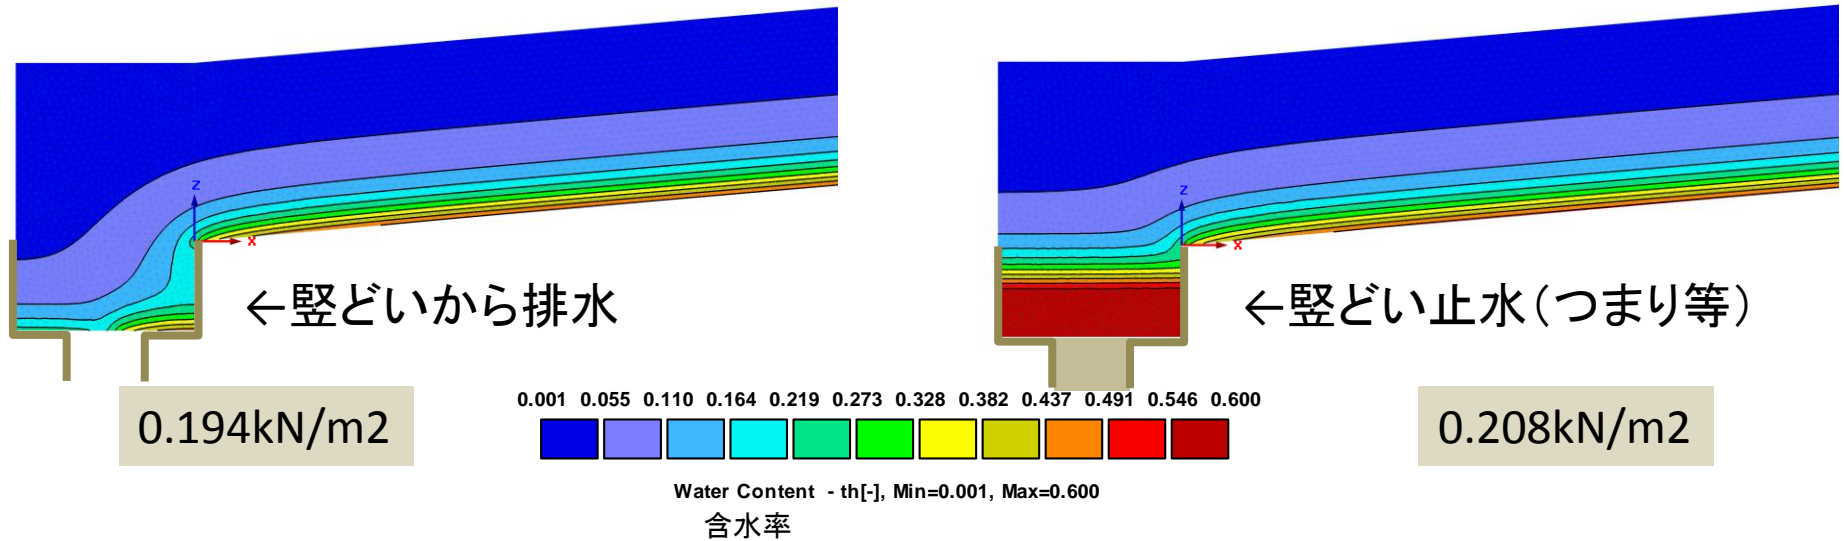 z
x
←竪どいから排水
z
x
←竪どい止水(つまり等)
0.194kN/m2
0.001 0.055 0.110 0.164 0.219 0.273 0.328 0.382 0.437 0.491 0.546 0.600
0.208kN/m2
Water Content - th[-], Min=0.001, Max=0.600
含水率